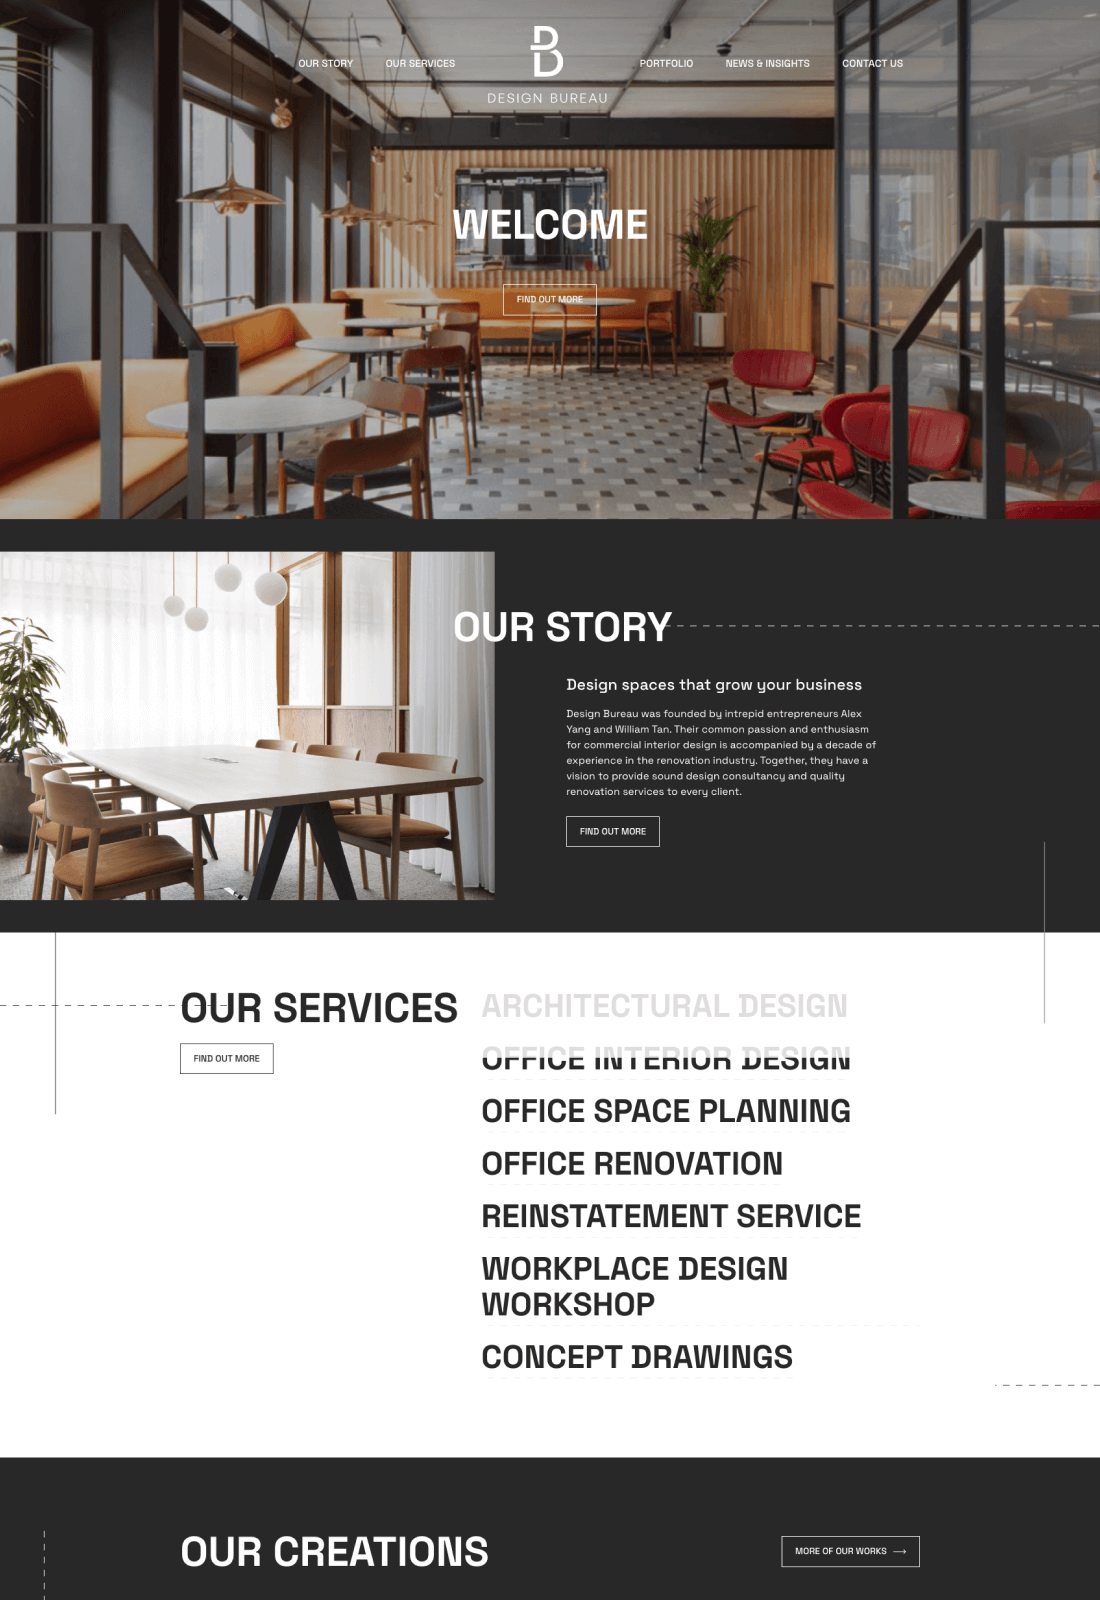 OUR STORY
OUR SERVICES
B
DESIGN BUREAU
PORTFOLIO
NEWS & INSIGHTS
CONTACT US
WELCOME
FIND OUT MORE
OUR STORY
Design spaces that grow your business
Design Bureau was founded by intrepid entrepreneurs Alex
Yang and William Tan. Their common passion and enthusiasm
for commercial interior design is accompanied by a decade of
experience in the renovation industry. Together, they have a
vision to provide sound design consultancy and quality
renovation services to every client.
FIND OUT MORE
OUR SERVICES
FIND OUT MORE
ARCHITECTURAL DESIGN
OFFICE INTERIOR DESIGN
OFFICE SPACE PLANNING
OFFICE RENOVATION
REINSTATEMENT SERVICE
WORKPLACE DESIGN
WORKSHOP
CONCEPT DRAWINGS
OUR CREATIONS
MORE OF OUR WORKS →